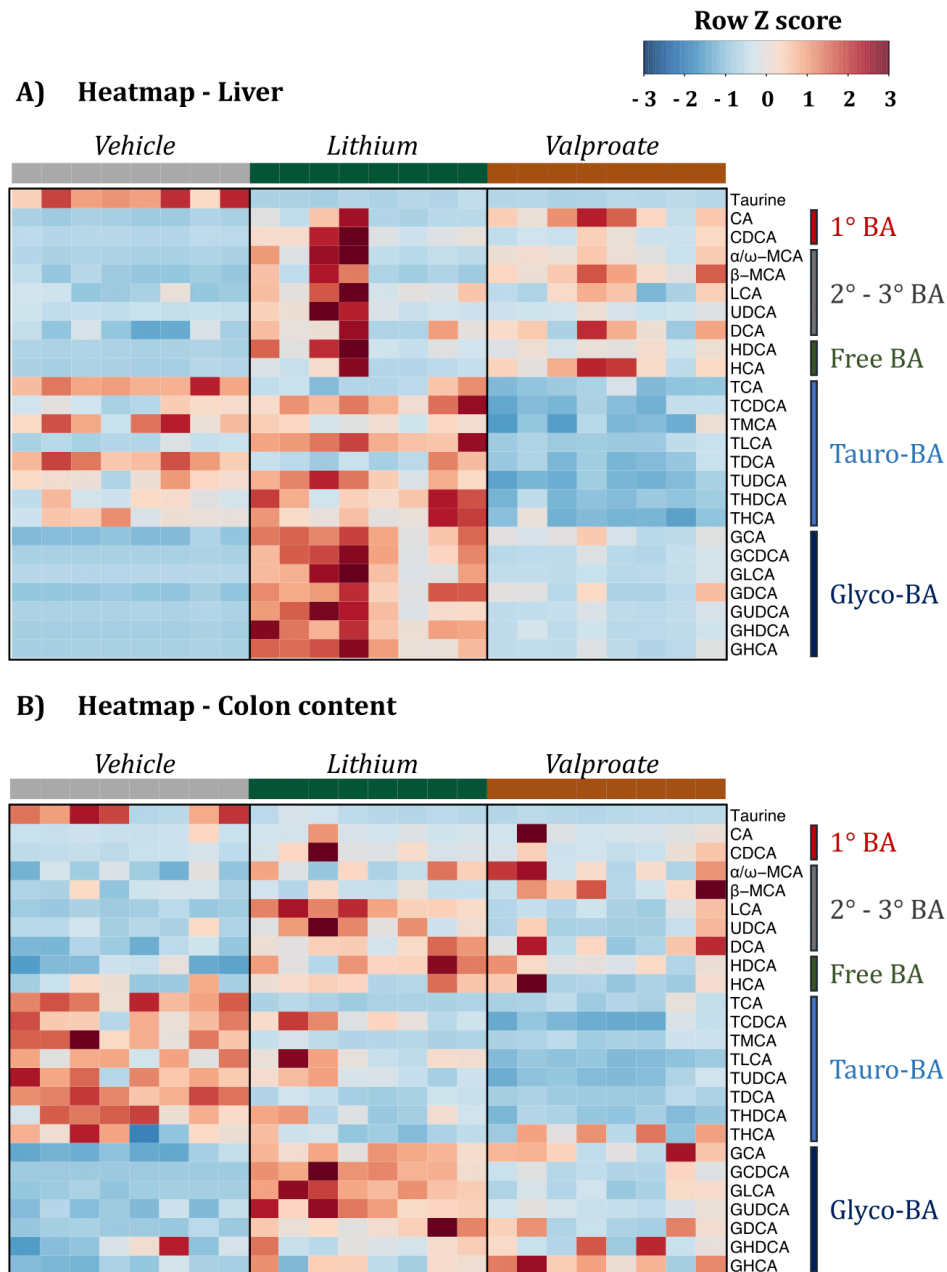 Row Z score
- 3 - 2 - 1 0 1 2 3
A) Heatmap - Liver
Vehicle Lithium Valproate
Taurine
CA
CDCA
α/ω−MCA
β−MCA
LCA
UDCA
DCA
HDCA
HCA
TCA
TCDCA
TMCA
TLCA
TDCA
TUDCA
THDCA
THCA
GCA
GCDCA
GLCA
GDCA
GUDCA
GHDCA
GHCA
1° BA
2° - 3° BA
Free BA
Tauro-BA
Glyco-BA
B) Heatmap - Colon content
Vehicle Lithium Valproate
Taurine
CA
CDCA
α/ω−MCA
β−MCA
LCA
UDCA
DCA
HDCA
HCA
TCA
TCDCA
TMCA
TLCA
TUDCA
TDCA
THDCA
THCA
GCA
GCDCA
GLCA
GUDCA
GDCA
GHDCA
GHCA
1° BA
2° - 3° BA
Free BA
Tauro-BA
Glyco-BA